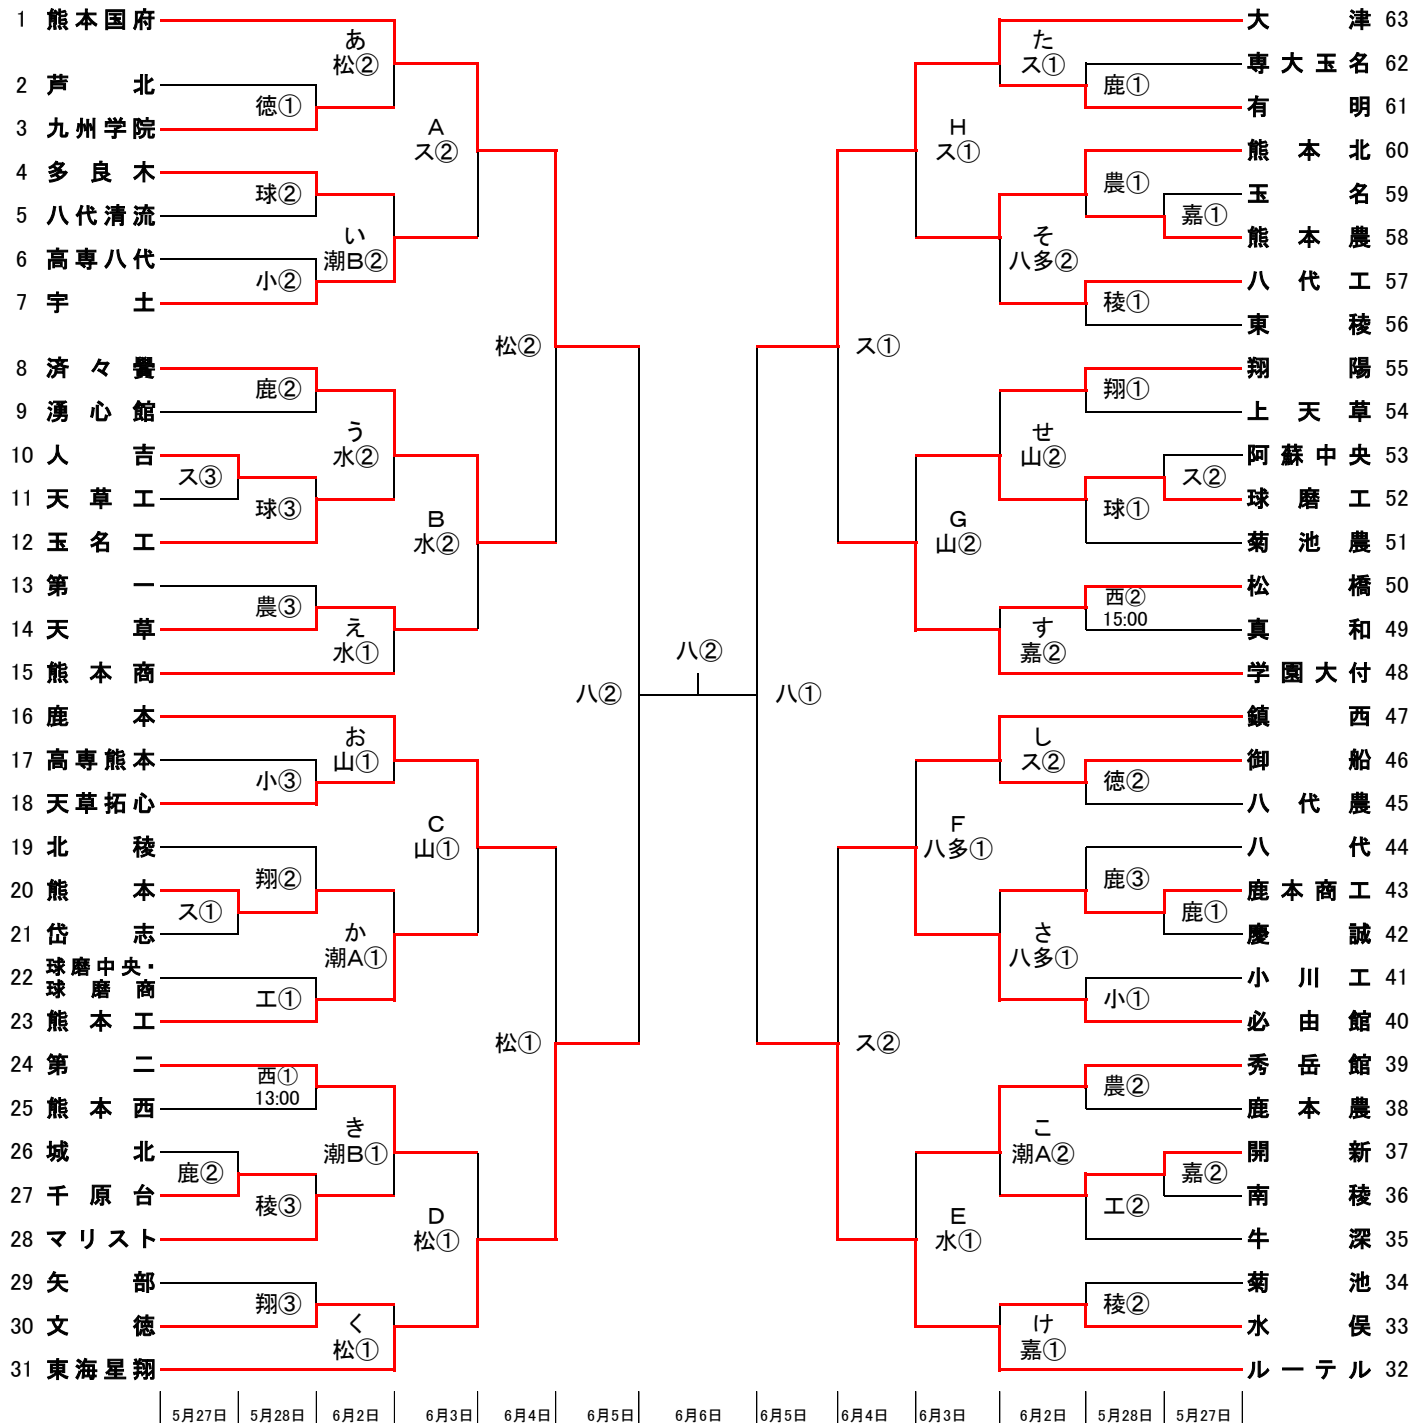 1 熊本国府
2 芦北
3 九州学院
4 多良木
5 八代清流
6 高専八代
7 宇土
8 済々黌
9 湧心館
10 人吉
11 天草工
12 玉名工
13 第一
14 天草
15 熊本商
16 鹿本
17 高専熊本
18 天草拓心
19 北稜
20 熊本
21 岱志
22 球磨中央・
球磨商
23 熊本工
24 第二
25 熊本西
26 城北
27 千原台
28 マリスト
29 矢部
30 文徳
31 東海星翔
ス③
ス①
鹿②
徳①
球②
小②
鹿②
球③
農③
小③
翔②
工①
西①
13:00
稜③
翔③
あ
松②
い
潮B②
う
水②
え
水①
お
山①
か
潮A①
き
潮B①
く
松①
A
ス②
B
水②
C
山①
D
松①
松②
松①
八②
八②
八①
ス①
ス②
H
ス①
G
山②
F
八多①
E
水①
た
ス①
そ
八多②
せ
山②
す
嘉②
し
ス②
さ
八多①
こ
潮A②
け
嘉①
鹿①
農①
稜①
翔①
球①
西②
15:00
徳②
鹿③
小①
農②
工②
稜②
嘉①
ス②
鹿①
嘉②
大津 63
専大玉名 62
有明 61
熊本北 60
玉名 59
熊本農 58
八代工 57
東稜 56
翔陽 55
上天草 54
阿蘇中央 53
球磨工 52
菊池農 51
松橋 50
真和 49
学園大付 48
鎮西 47
御船 46
八代農 45
八代 44
鹿本商工 43
慶誠 42
小川工 41
必由館 40
秀岳館 39
鹿本農 38
開新 37
南稜 36
牛深 35
菊池 34
水俣 33
ルーテル 32
5月27日 5月28日 6月2日 6月3日 6月4日 6月5日 6月6日 6月5日 6月4日 6月3日 6月2日 5月28日 5月27日